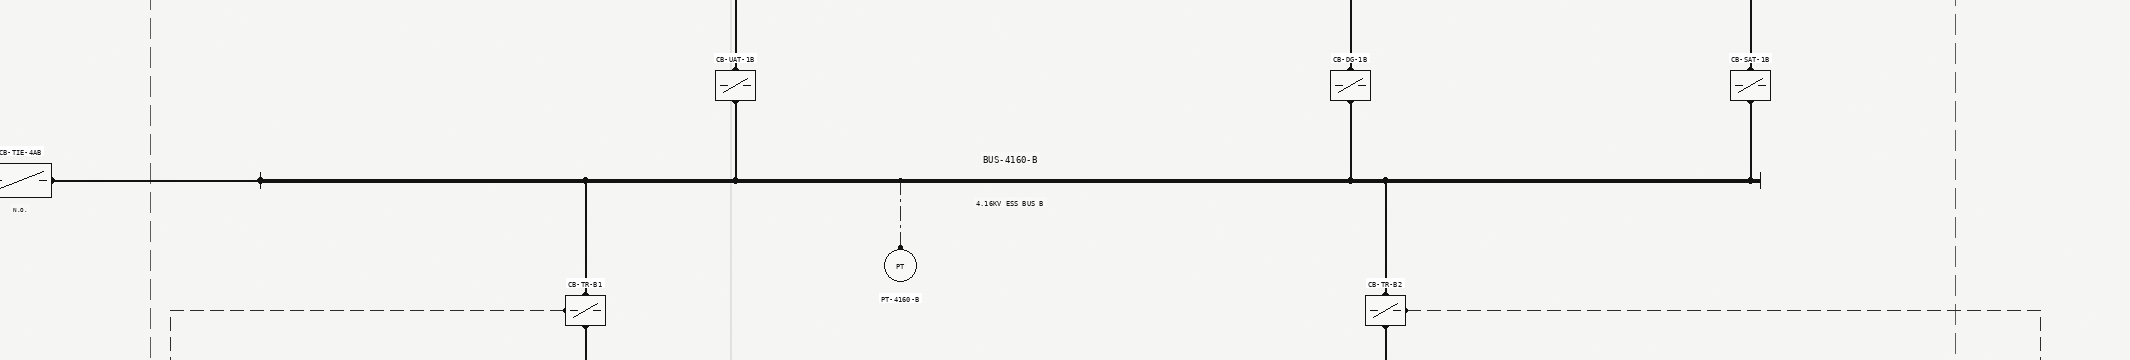 CB-UAT-1B
CB-DG-1B
CB-SAT-1B
CB-TIE-4AB
BUS-4160-B
4.16KV ESS BUS B
N.O.
PT
CB-TR-B1
CB-TR-B2
PT-4160-B